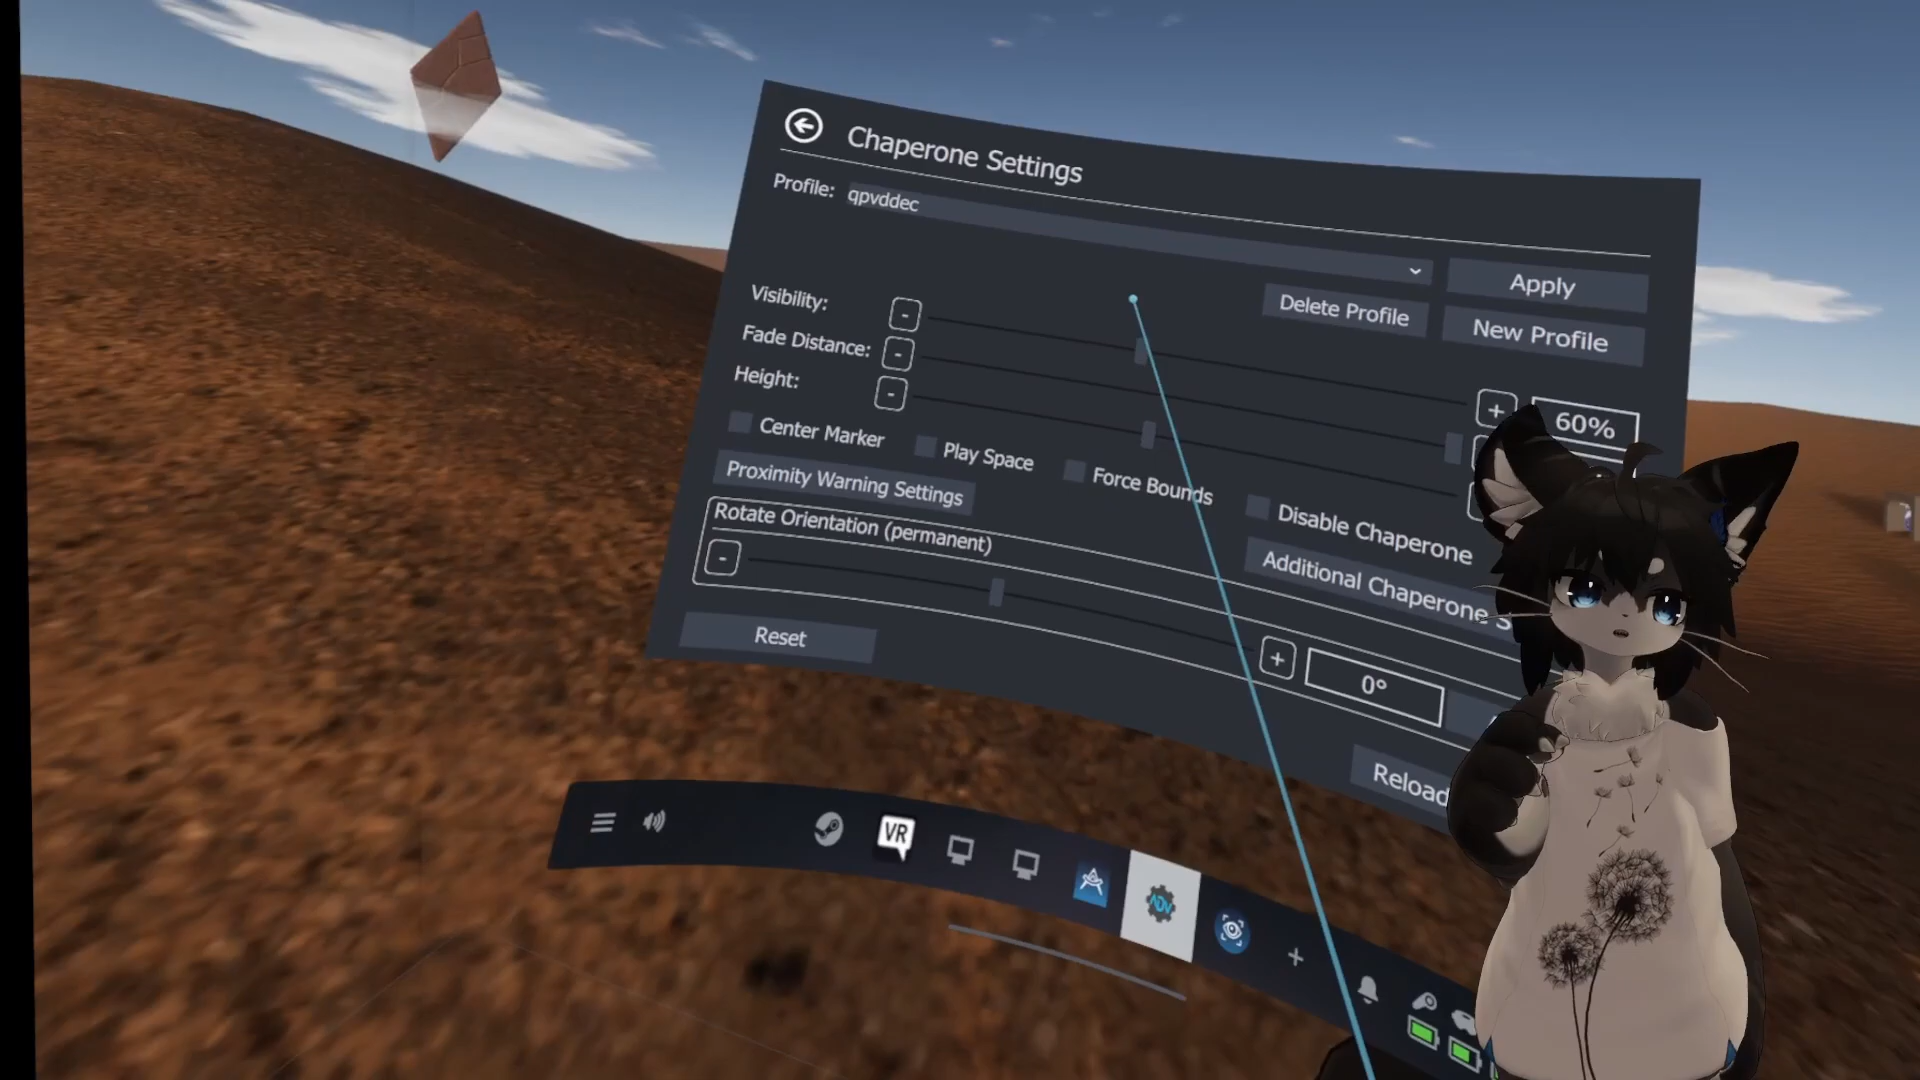 Chaperone Settings
Profile: qpvddec
Apply
Delete Profile
New Profile
Visibility: - + 60%
Fade Distance: -
Height: -
Center Marker
Play Space
Force Bounds
Disable Chaperone
Proximity Warning Settings
Additional Chaperone S
Rotate Orientation (permanent)
- + 0°
Reset
Reload
VR
ADV